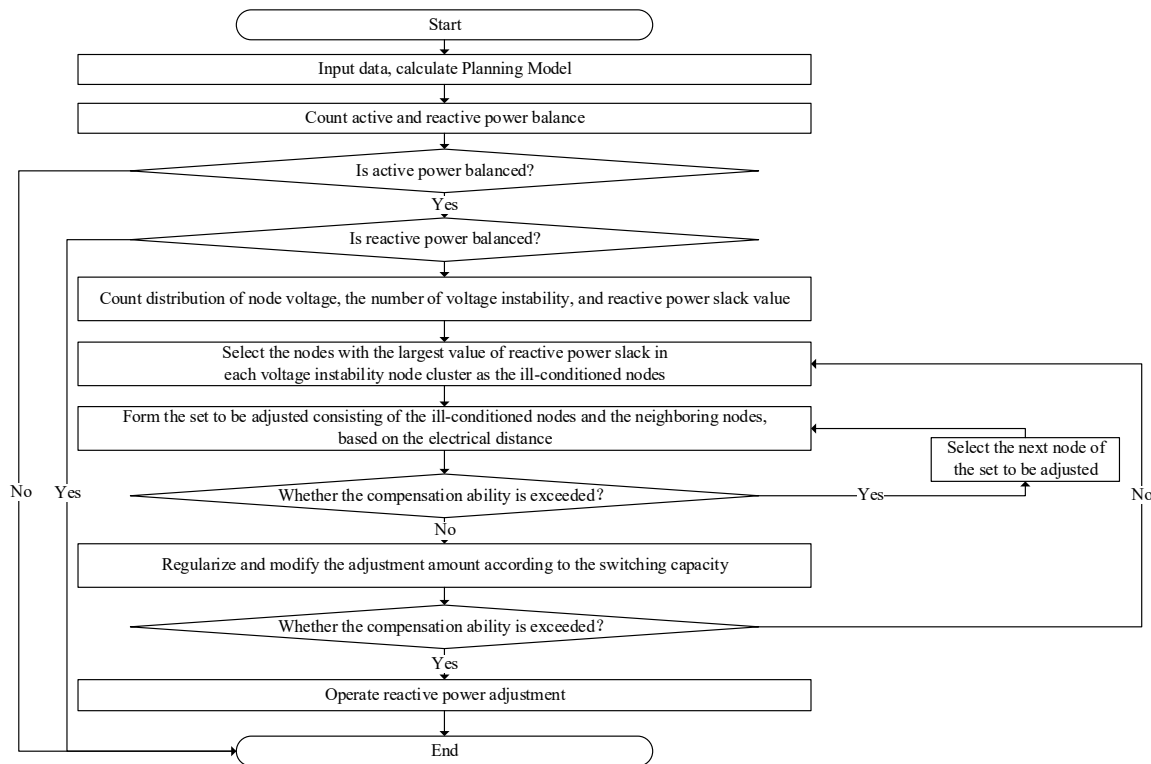 Start
Input data, calculate Planning Model
Count active and reactive power balance
Is active power balanced?
Yes
Is reactive power balanced?
Count distribution of node voltage, the number of voltage instability, and reactive power slack value
Select the nodes with the largest value of reactive power slack in
each voltage instability node cluster as the ill-conditioned nodes
Form the set to be adjusted consisting of the ill-conditioned nodes and the neighboring nodes,
based on the electrical distance
Select the next node of
the set to be adjusted
No
Yes
Whether the compensation ability is exceeded?
Yes
No
No
Regularize and modify the adjustment amount according to the switching capacity
Whether the compensation ability is exceeded?
Yes
Operate reactive power adjustment
End